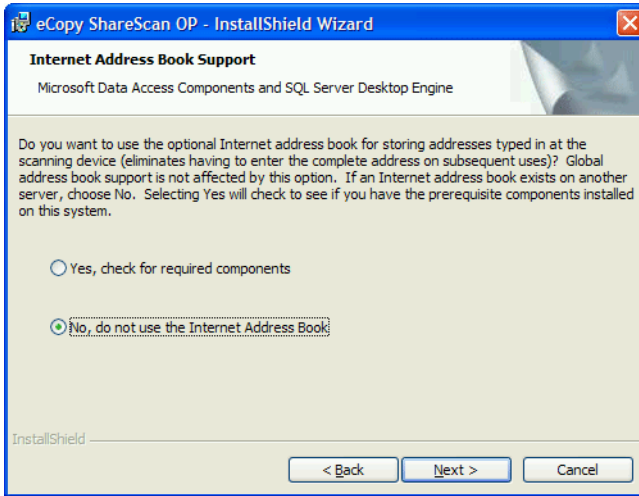 eCopy ShareScan OP - InstallShield Wizard
Internet Address Book Support
Microsoft Data Access Components and SQL Server Desktop Engine
Do you want to use the optional Internet address book for storing addresses typed in at the
scanning device (eliminates having to enter the complete address on subsequent uses)? Global
address book support is not affected by this option. If an Internet address book exists on another
server, choose No. Selecting Yes will check to see if you have the prerequisite components installed
on this system.
Yes, check for required components
No, do not use the Internet Address Book
InstallShield
< Back Next > Cancel